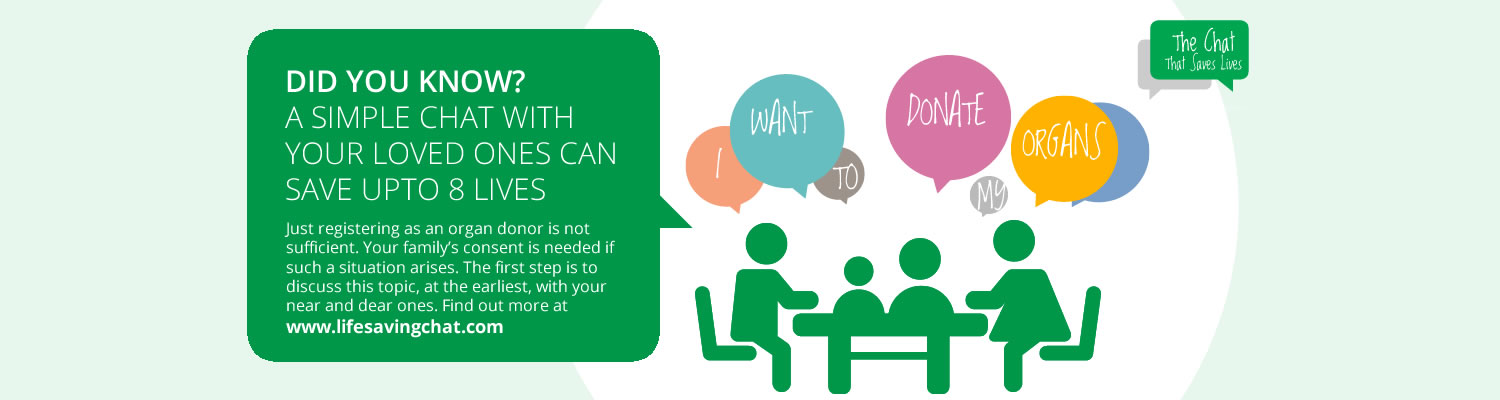 DID YOU KNOW?
A SIMPLE CHAT WITH
YOUR LOVED ONES CAN
SAVE UPTO 8 LIVES
Just registering as an organ donor is not
sufficient. Your family’s consent is needed if
such a situation arises. The first step is to
discuss this topic, at the earliest, with your
near and dear ones. Find out more at
www.lifesavingchat.com
I
WANT
TO
DONATE
MY
ORGANS
The Chat
That Saves Lives